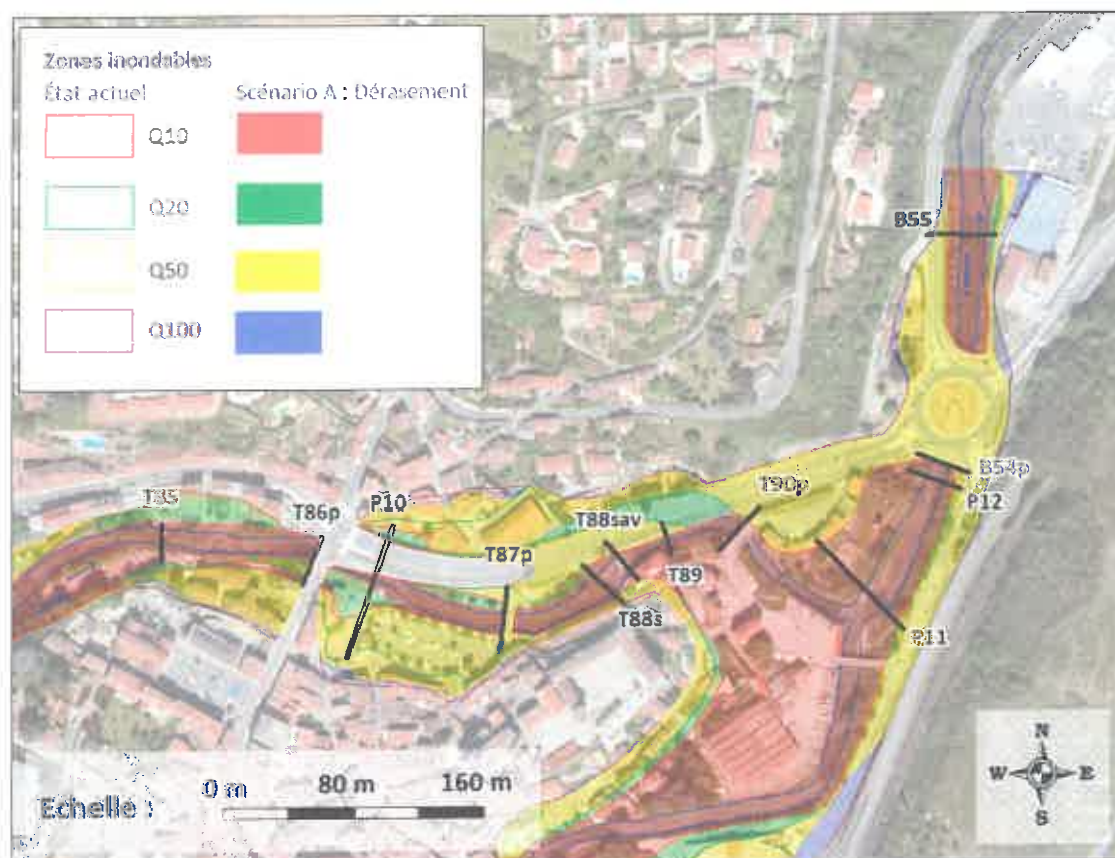 Zones inondables
État actuel
Scénario A : Dérasement
Q10
Q20
Q50
Q100
B55
T85
T86p
P10
T87p
T88sav
T90p
B54p
P12
T89
T88s
P11
Echelle :
0 m
80 m
160 m
N
W
E
S